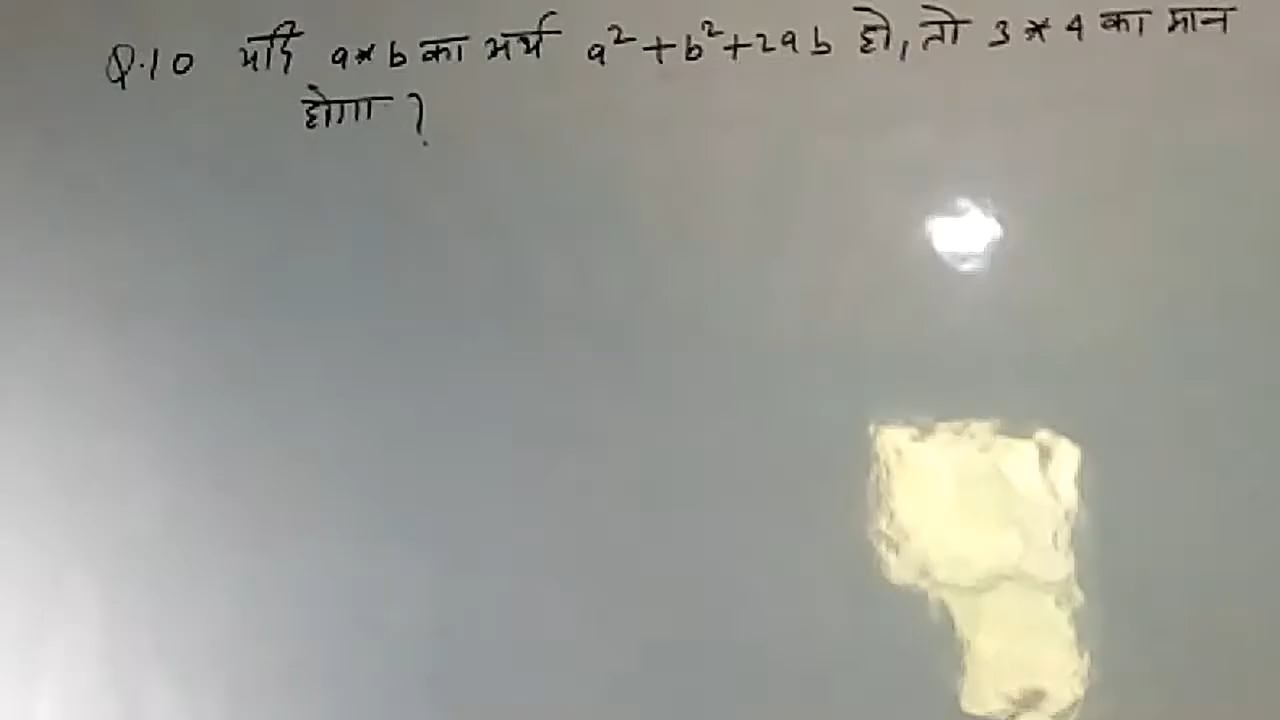 Q.10 यदि a*b का अर्थ a²+b²+2ab हो, तो 3*4 का मान
होगा ?